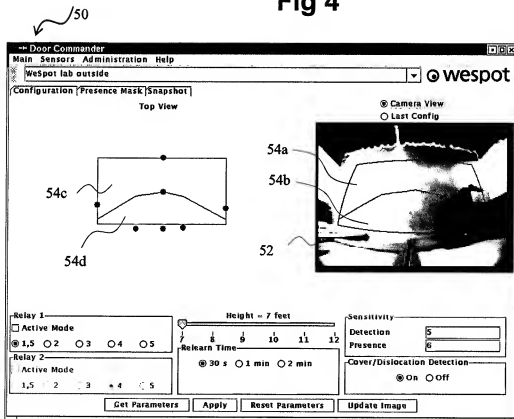 Fig 4
50
Door Commander
Main Sensors Administration Help
WeSpot lab outside
wespot
Configuration Presence Mask Snapshot
Top View
Camera View
Last Config
54a
54b
54c
54d
52
Relay 1
Active Mode
1,5 2 3 4 5
Relay 2
Active Mode
1,5 2 3 4 5
Height = 7 feet
7 8 9 10 11 12
Relearn Time
30 s 1 min 2 min
Sensitivity
Detection 5
Presence 6
Cover/Dislocation Detection
On Off
Get Parameters Apply Reset Parameters Update Image